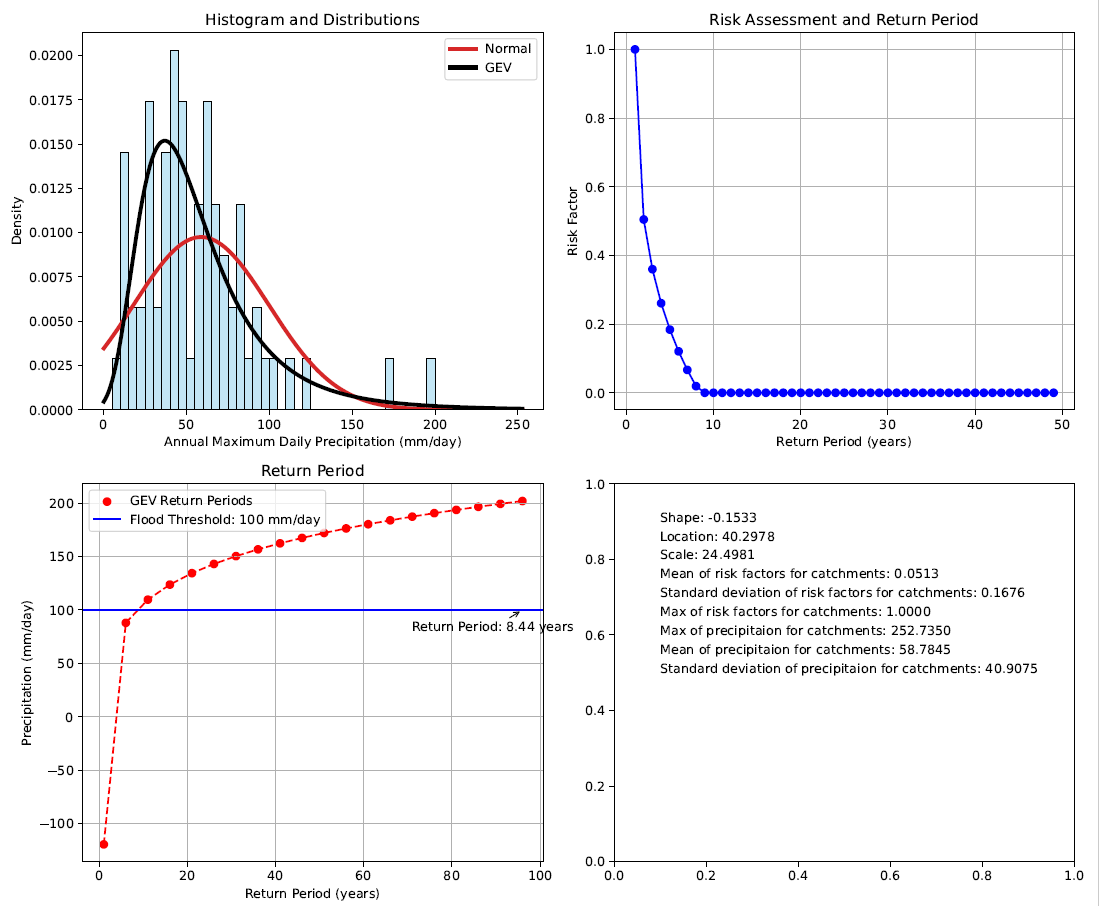 Histogram and Distributions
Normal
GEV
0.0200
0.0175
0.0150
0.0125
0.0100
0.0075
0.0050
0.0025
0.0000
Density
0 50 100 150 200 250
Annual Maximum Daily Precipitation (mm/day)
Risk Assessment and Return Period
1.0
0.8
0.6
0.4
0.2
0.0
Risk Factor
0 10 20 30 40 50
Return Period (years)
Return Period
GEV Return Periods
Flood Threshold: 100 mm/day
200
150
100
50
0
−50
−100
Precipitation (mm/day)
Return Period: 8.44 years
0 20 40 60 80 100
Return Period (years)
1.0
0.8
0.6
0.4
0.2
0.0
Shape: -0.1533
Location: 40.2978
Scale: 24.4981
Mean of risk factors for catchments: 0.0513
Standard deviation of risk factors for catchments: 0.1676
Max of risk factors for catchments: 1.0000
Max of precipitaion for catchments: 252.7350
Mean of precipitaion for catchments: 58.7845
Standard deviation of precipitaion for catchments: 40.9075
0.0 0.2 0.4 0.6 0.8 1.0